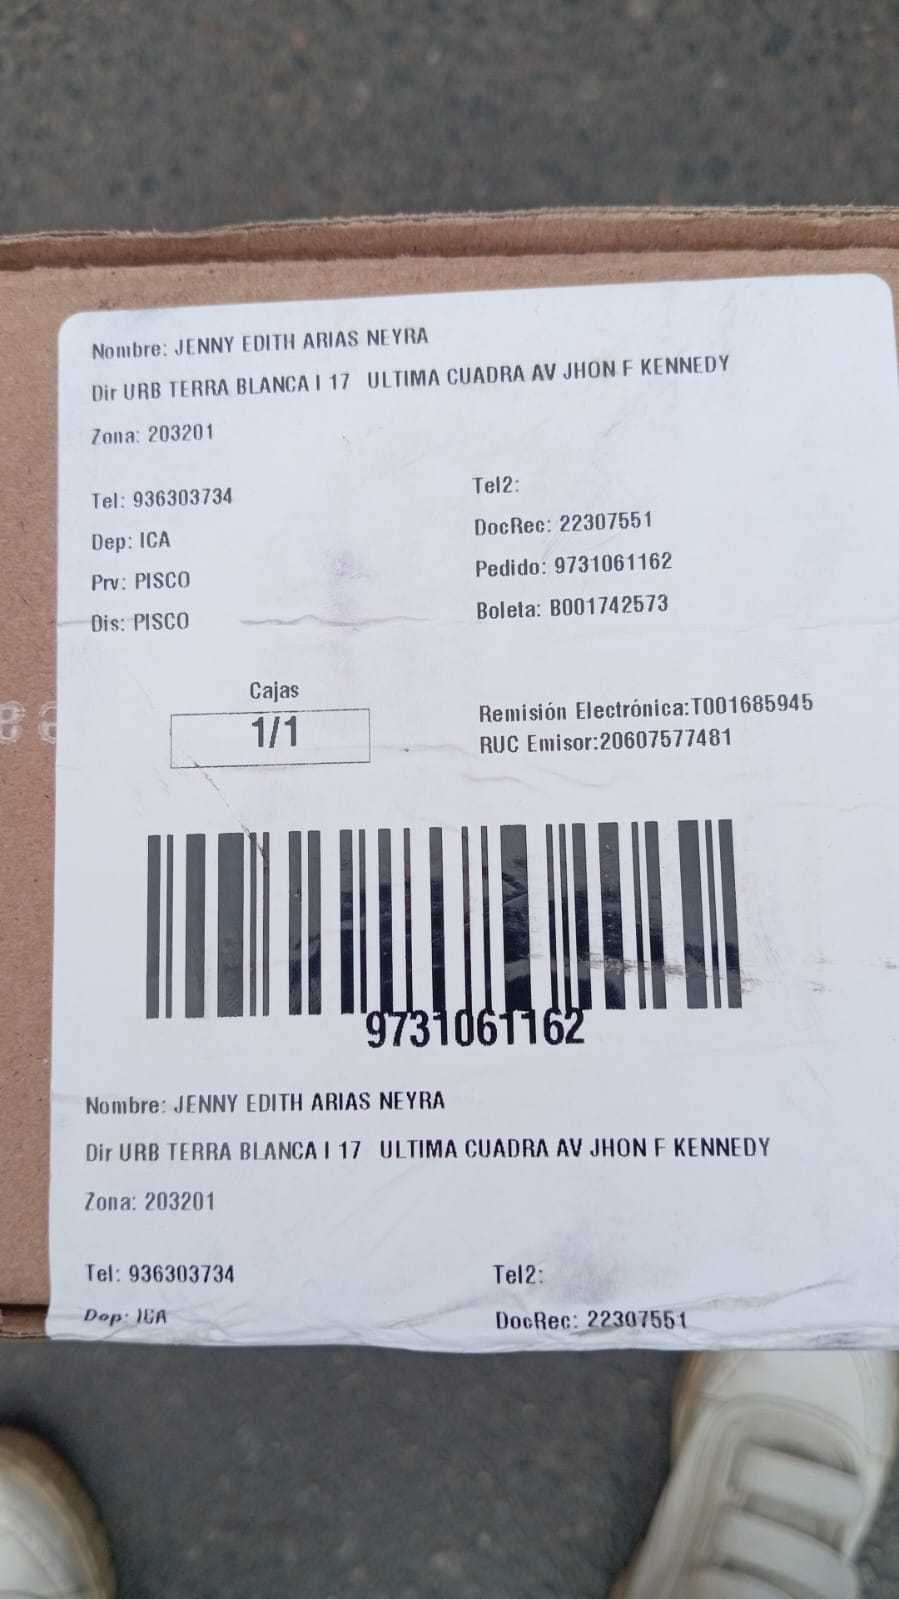 Nombre: JENNY EDITH ARIAS NEYRA
Dir URB TERRA BLANCA I 17 ULTIMA CUADRA AV JHON F KENNEDY
Zona: 203201
Tel: 936303734
Tel2:
Dep: ICA
DocRec: 22307551
Prv: PISCO
Pedido: 9731061162
Dis: PISCO
Boleta: B001742573
Cajas
1/1
Remisión Electrónica:T001685945
RUC Emisor:20607577481
9731061162
Nombre: JENNY EDITH ARIAS NEYRA
Dir URB TERRA BLANCA I 17 ULTIMA CUADRA AV JHON F KENNEDY
Zona: 203201
Tel: 936303734
Tel2:
Dep: ICA
DocRec: 22307551